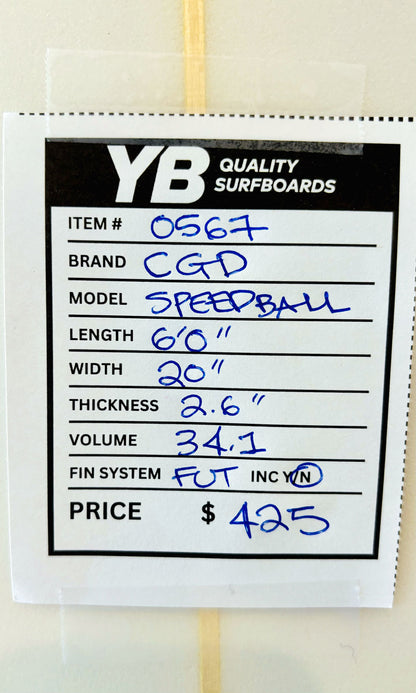 YB QUALITY
SURFBOARDS
ITEM # 0567
BRAND CGD
MODEL SPEEDBALL
LENGTH 6'0"
WIDTH 20"
THICKNESS 2.6"
VOLUME 34.1
FIN SYSTEM FUT INC Y/N
PRICE $ 425